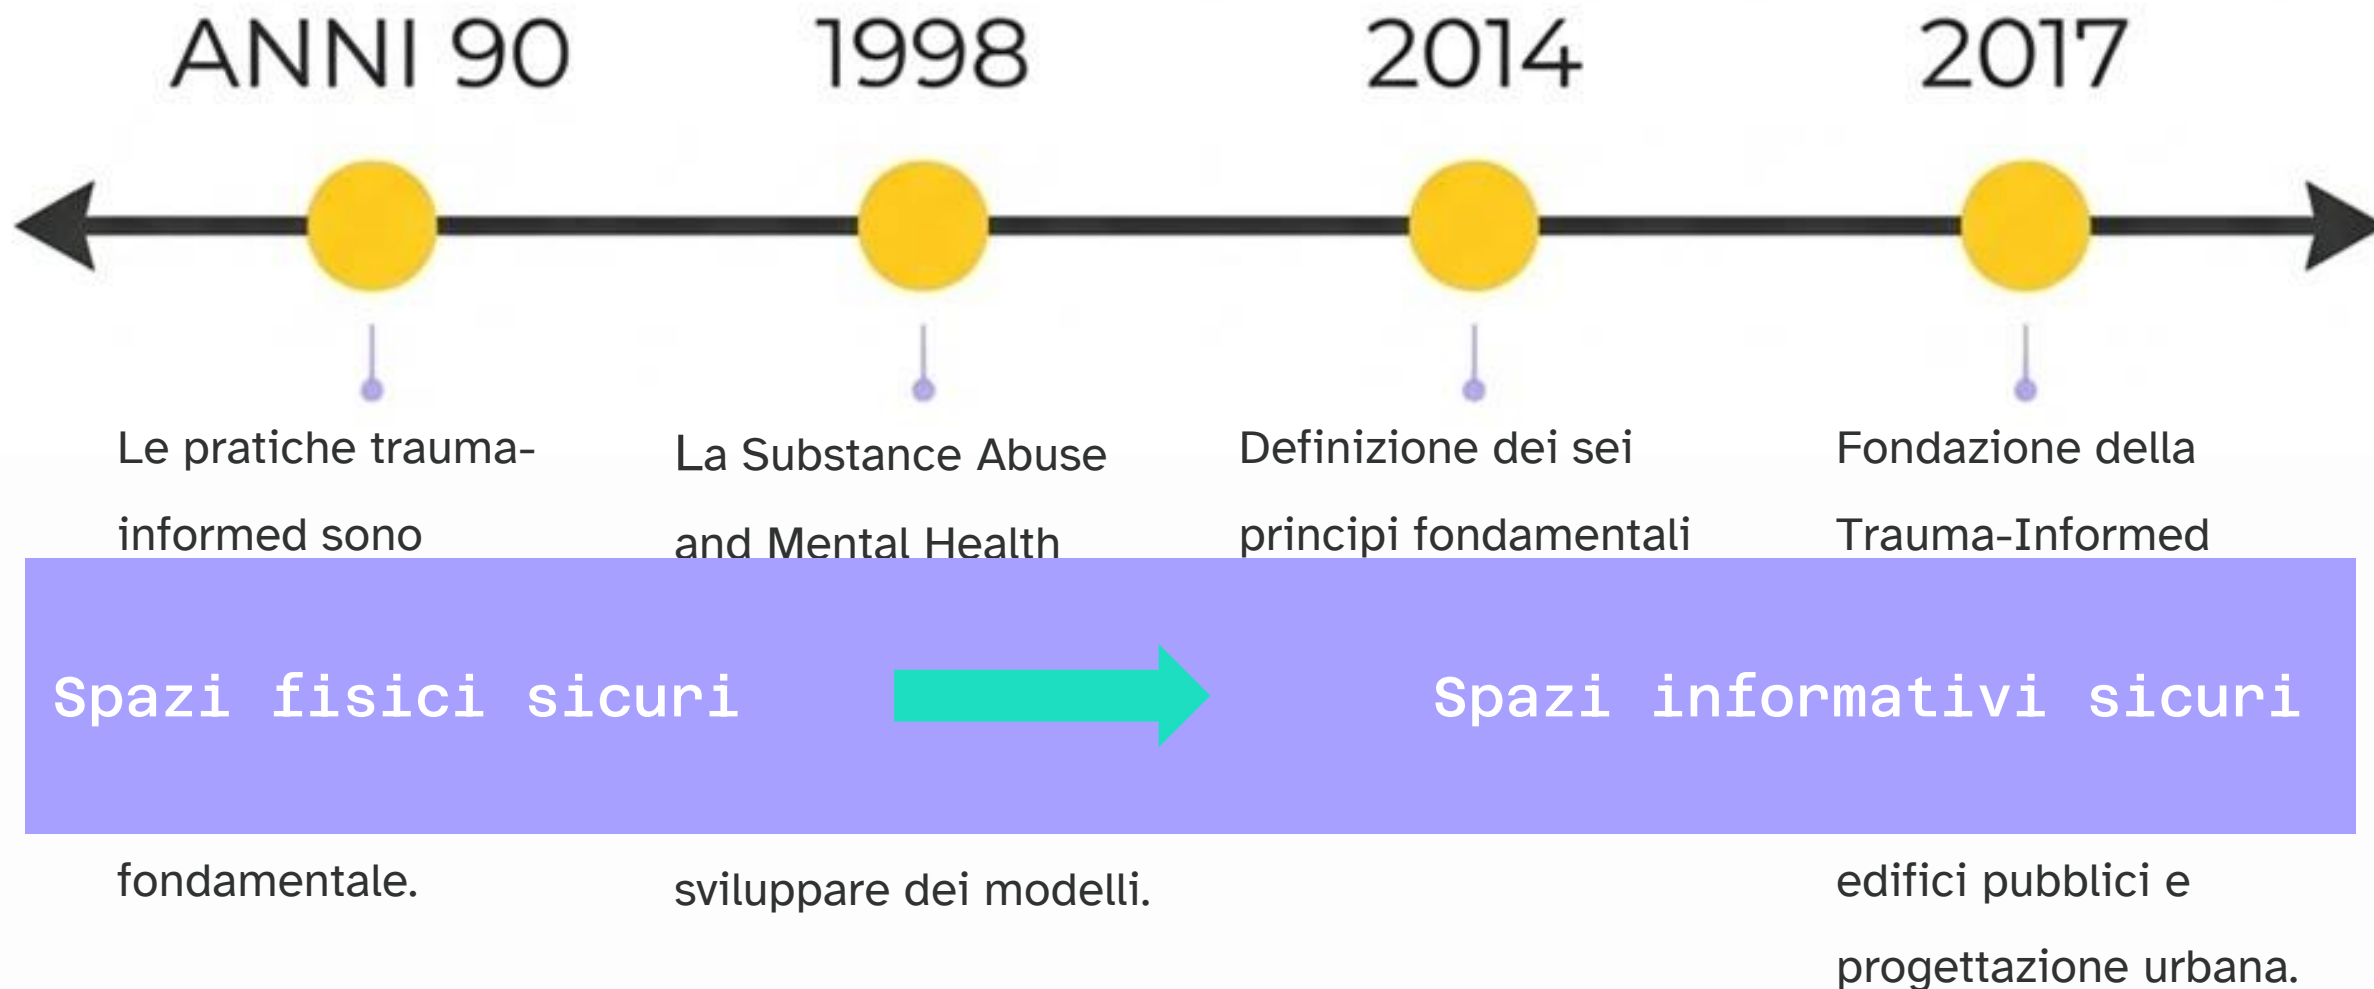 ANNI 90
1998
2014
2017
Le pratiche trauma-
informed sono
fondamentale.
La Substance Abuse
and Mental Health
sviluppare dei modelli.
Definizione dei sei
principi fondamentali
Fondazione della
Trauma-Informed
edifici pubblici e
progettazione urbana.
Spazi fisici sicuri
Spazi informativi sicuri